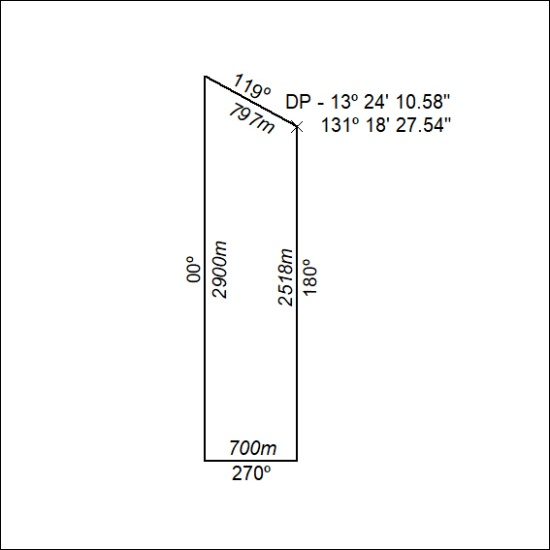 119º
797m
DP - 13º 24' 10.58"
131º 18' 27.54"
00º
2900m
2518m
180º
700m
270º